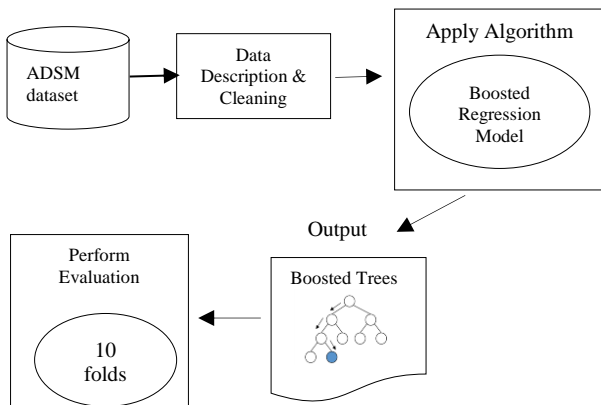 ADSM
dataset
Data
Description &
Cleaning
Apply Algorithm
Boosted
Regression
Model
Output
Boosted Trees
Perform
Evaluation
10
folds